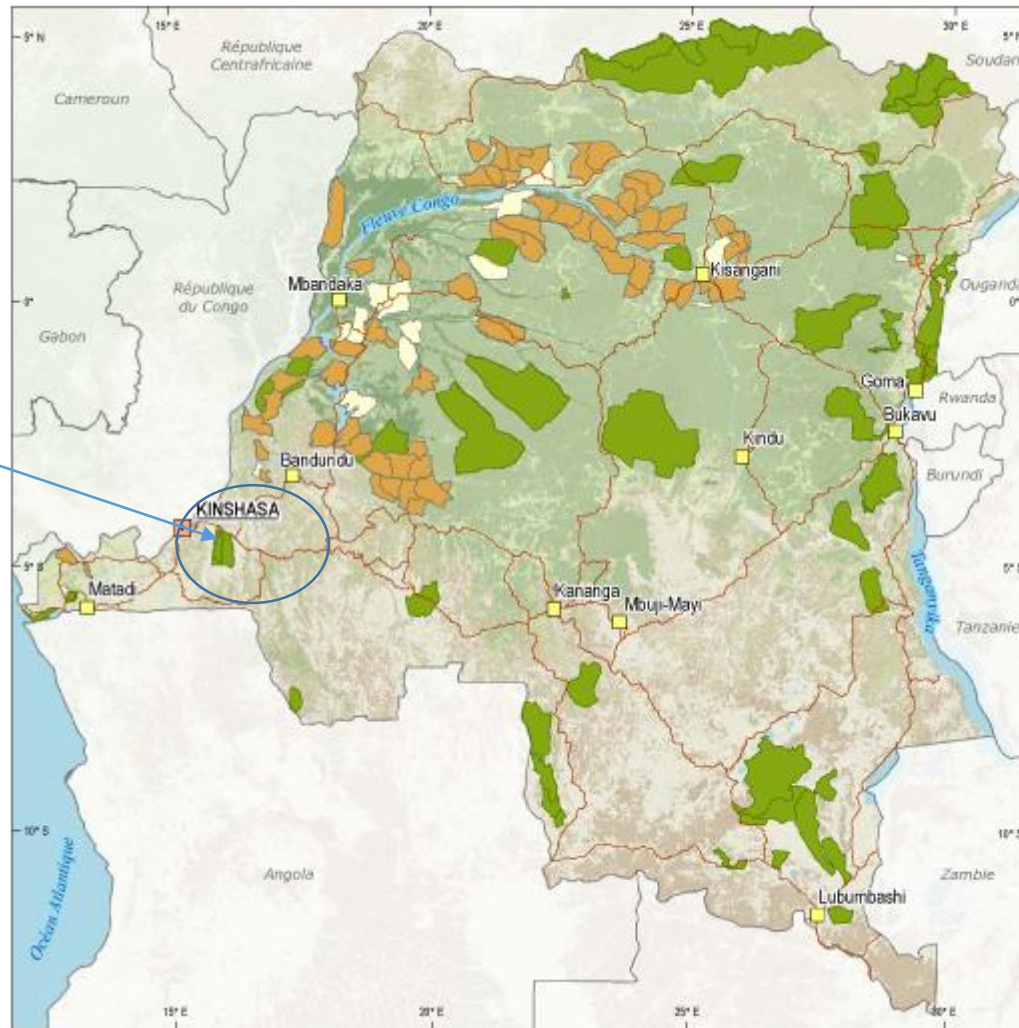 15° E
20° E
25° E
30° E
5° N
5° N
République
Centrafricaine
Soudan
Cameroun
Fleuve Congo
Kisangani
Mbandaka
République
du Congo
Ouganda
0°
0°
Gabon
Goma
Rwanda
Bukavu
Kindu
Bandundu
Burundi
KINSHASA
5° S
Matadi
Kananga
Mbuji-Mayi
Tanganyika
Tanzanie
10° S
10° S
Angola
Zambie
Océan Atlantique
Lubumbashi
15° E
20° E
25° E
30° E